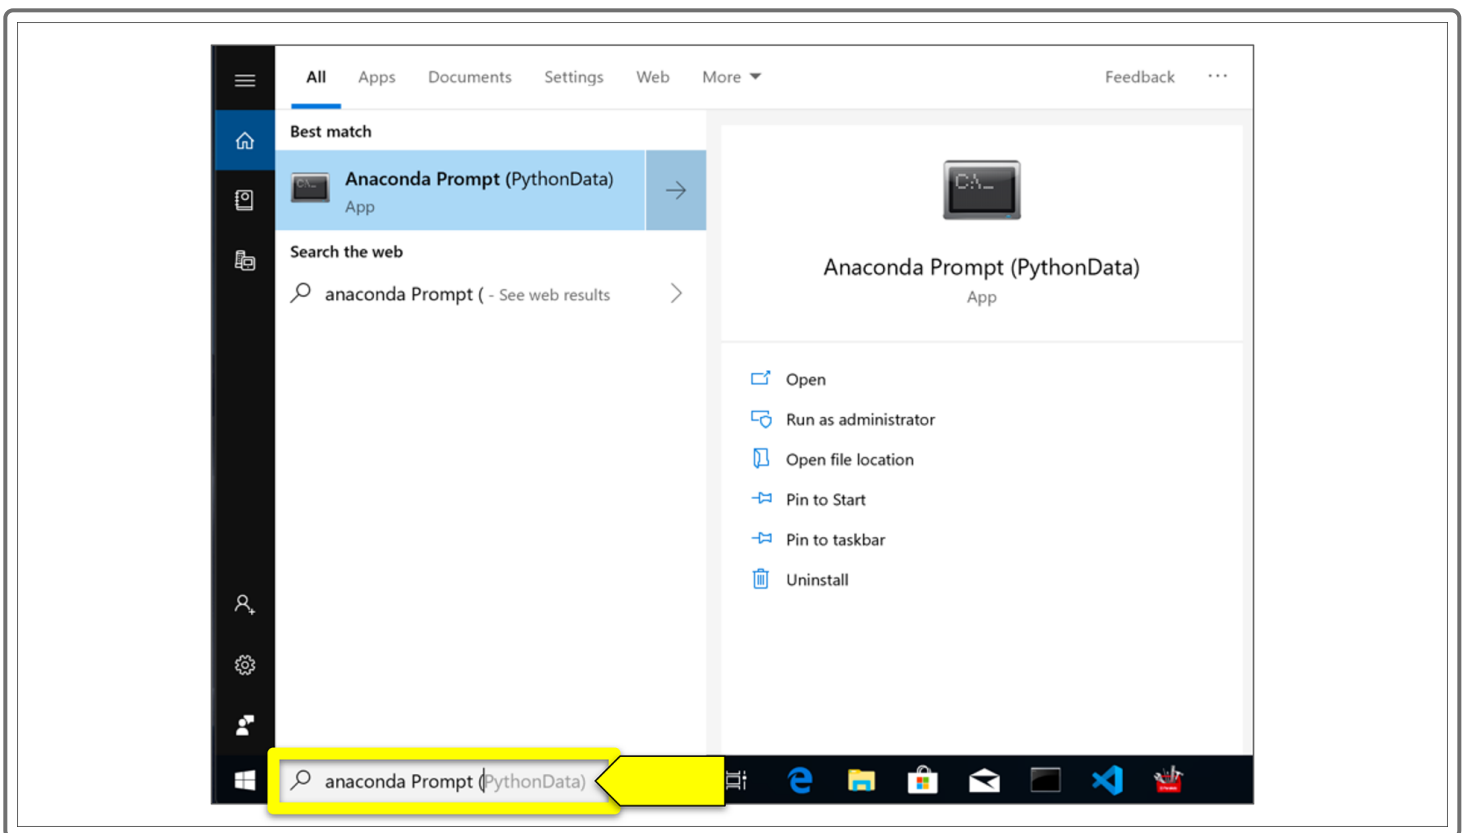 All Apps Documents Settings Web More Feedback ...
Best match
Anaconda Prompt (PythonData)
App
Search the web
anaconda Prompt ( - See web results
C:\_
Anaconda Prompt (PythonData)
App
Open
Run as administrator
Open file location
Pin to Start
Pin to taskbar
Uninstall
anaconda Prompt (PythonData)